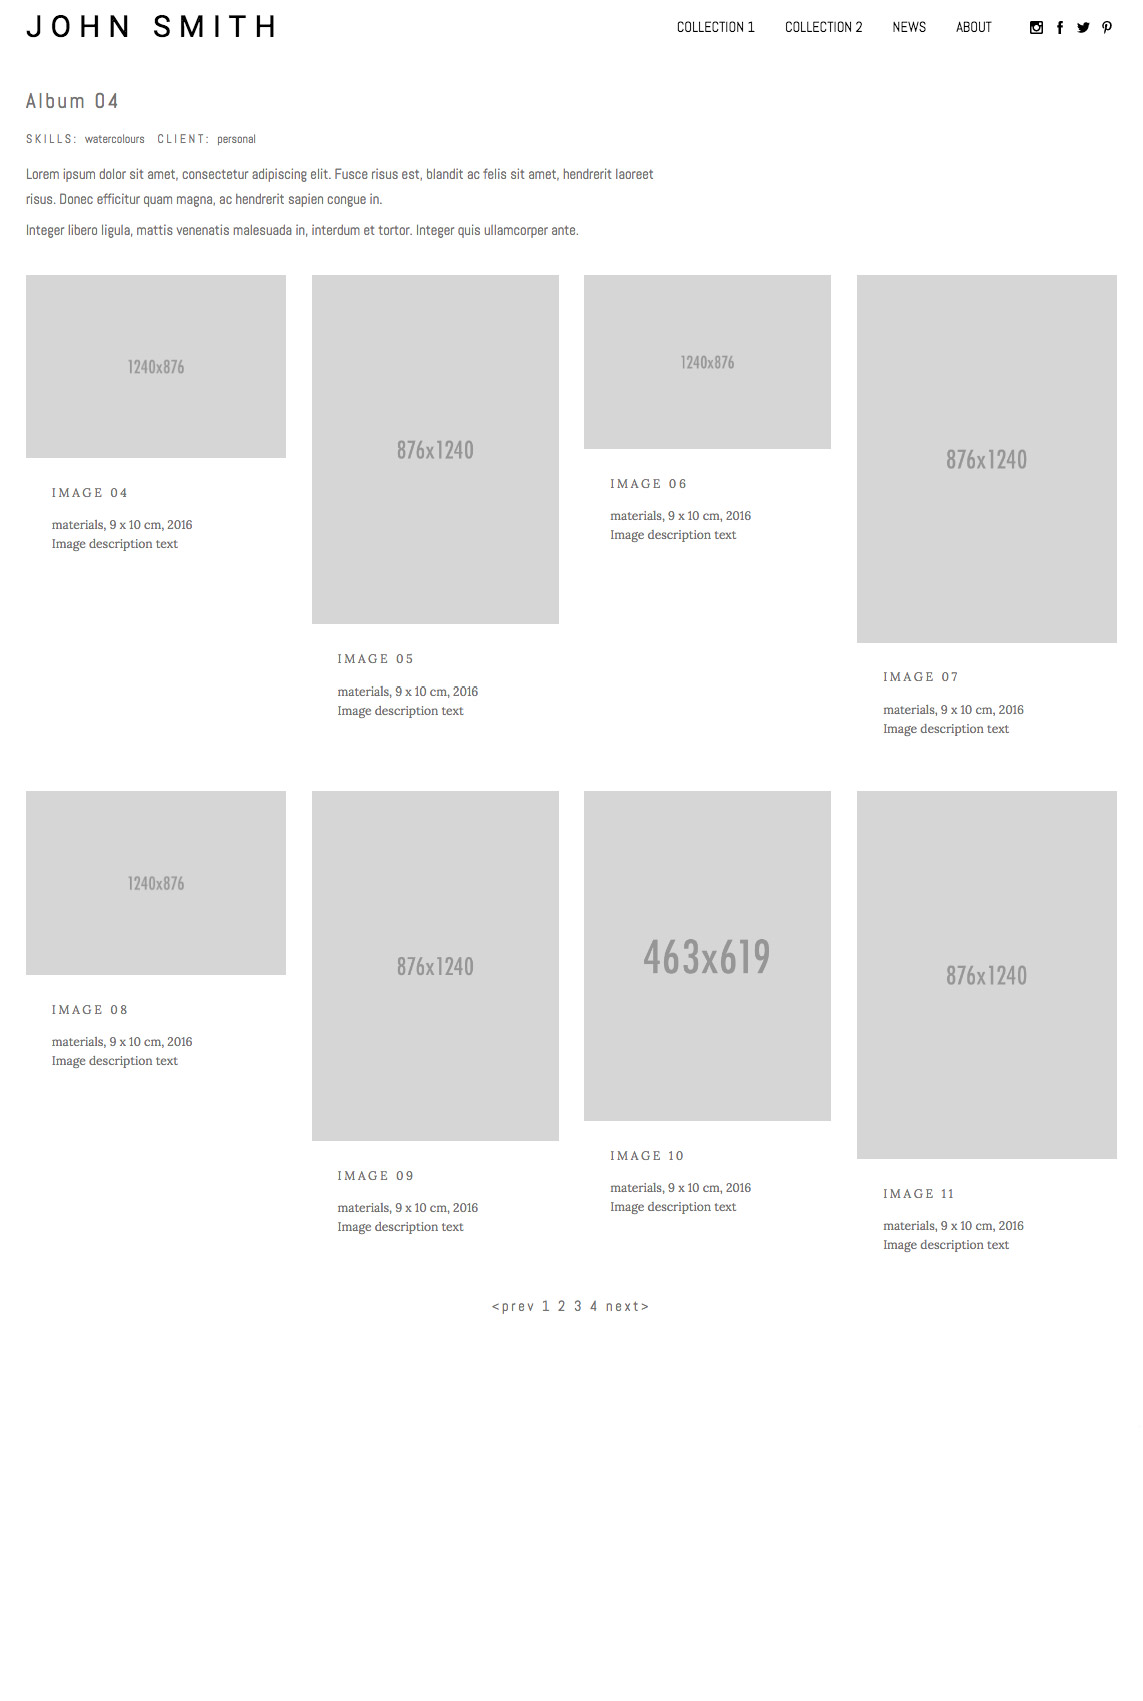 JOHN SMITH
COLLECTION 1 COLLECTION 2 NEWS ABOUT
Album 04
SKILLS: watercolours CLIENT: personal
Lorem ipsum dolor sit amet, consectetur adipiscing elit. Fusce risus est, blandit ac felis sit amet, hendrerit laoreet
risus. Donec efficitur quam magna, ac hendrerit sapien congue in.
Integer libero ligula, mattis venenatis malesuada in, interdum et tortor. Integer quis ullamcorper ante.
1240x876
IMAGE 04
materials, 9 x 10 cm, 2016
Image description text
876x1240
IMAGE 05
materials, 9 x 10 cm, 2016
Image description text
1240x876
IMAGE 06
materials, 9 x 10 cm, 2016
Image description text
876x1240
IMAGE 07
materials, 9 x 10 cm, 2016
Image description text
1240x876
IMAGE 08
materials, 9 x 10 cm, 2016
Image description text
876x1240
IMAGE 09
materials, 9 x 10 cm, 2016
Image description text
463x619
IMAGE 10
materials, 9 x 10 cm, 2016
Image description text
876x1240
IMAGE 11
materials, 9 x 10 cm, 2016
Image description text
<prev 1 2 3 4 next>